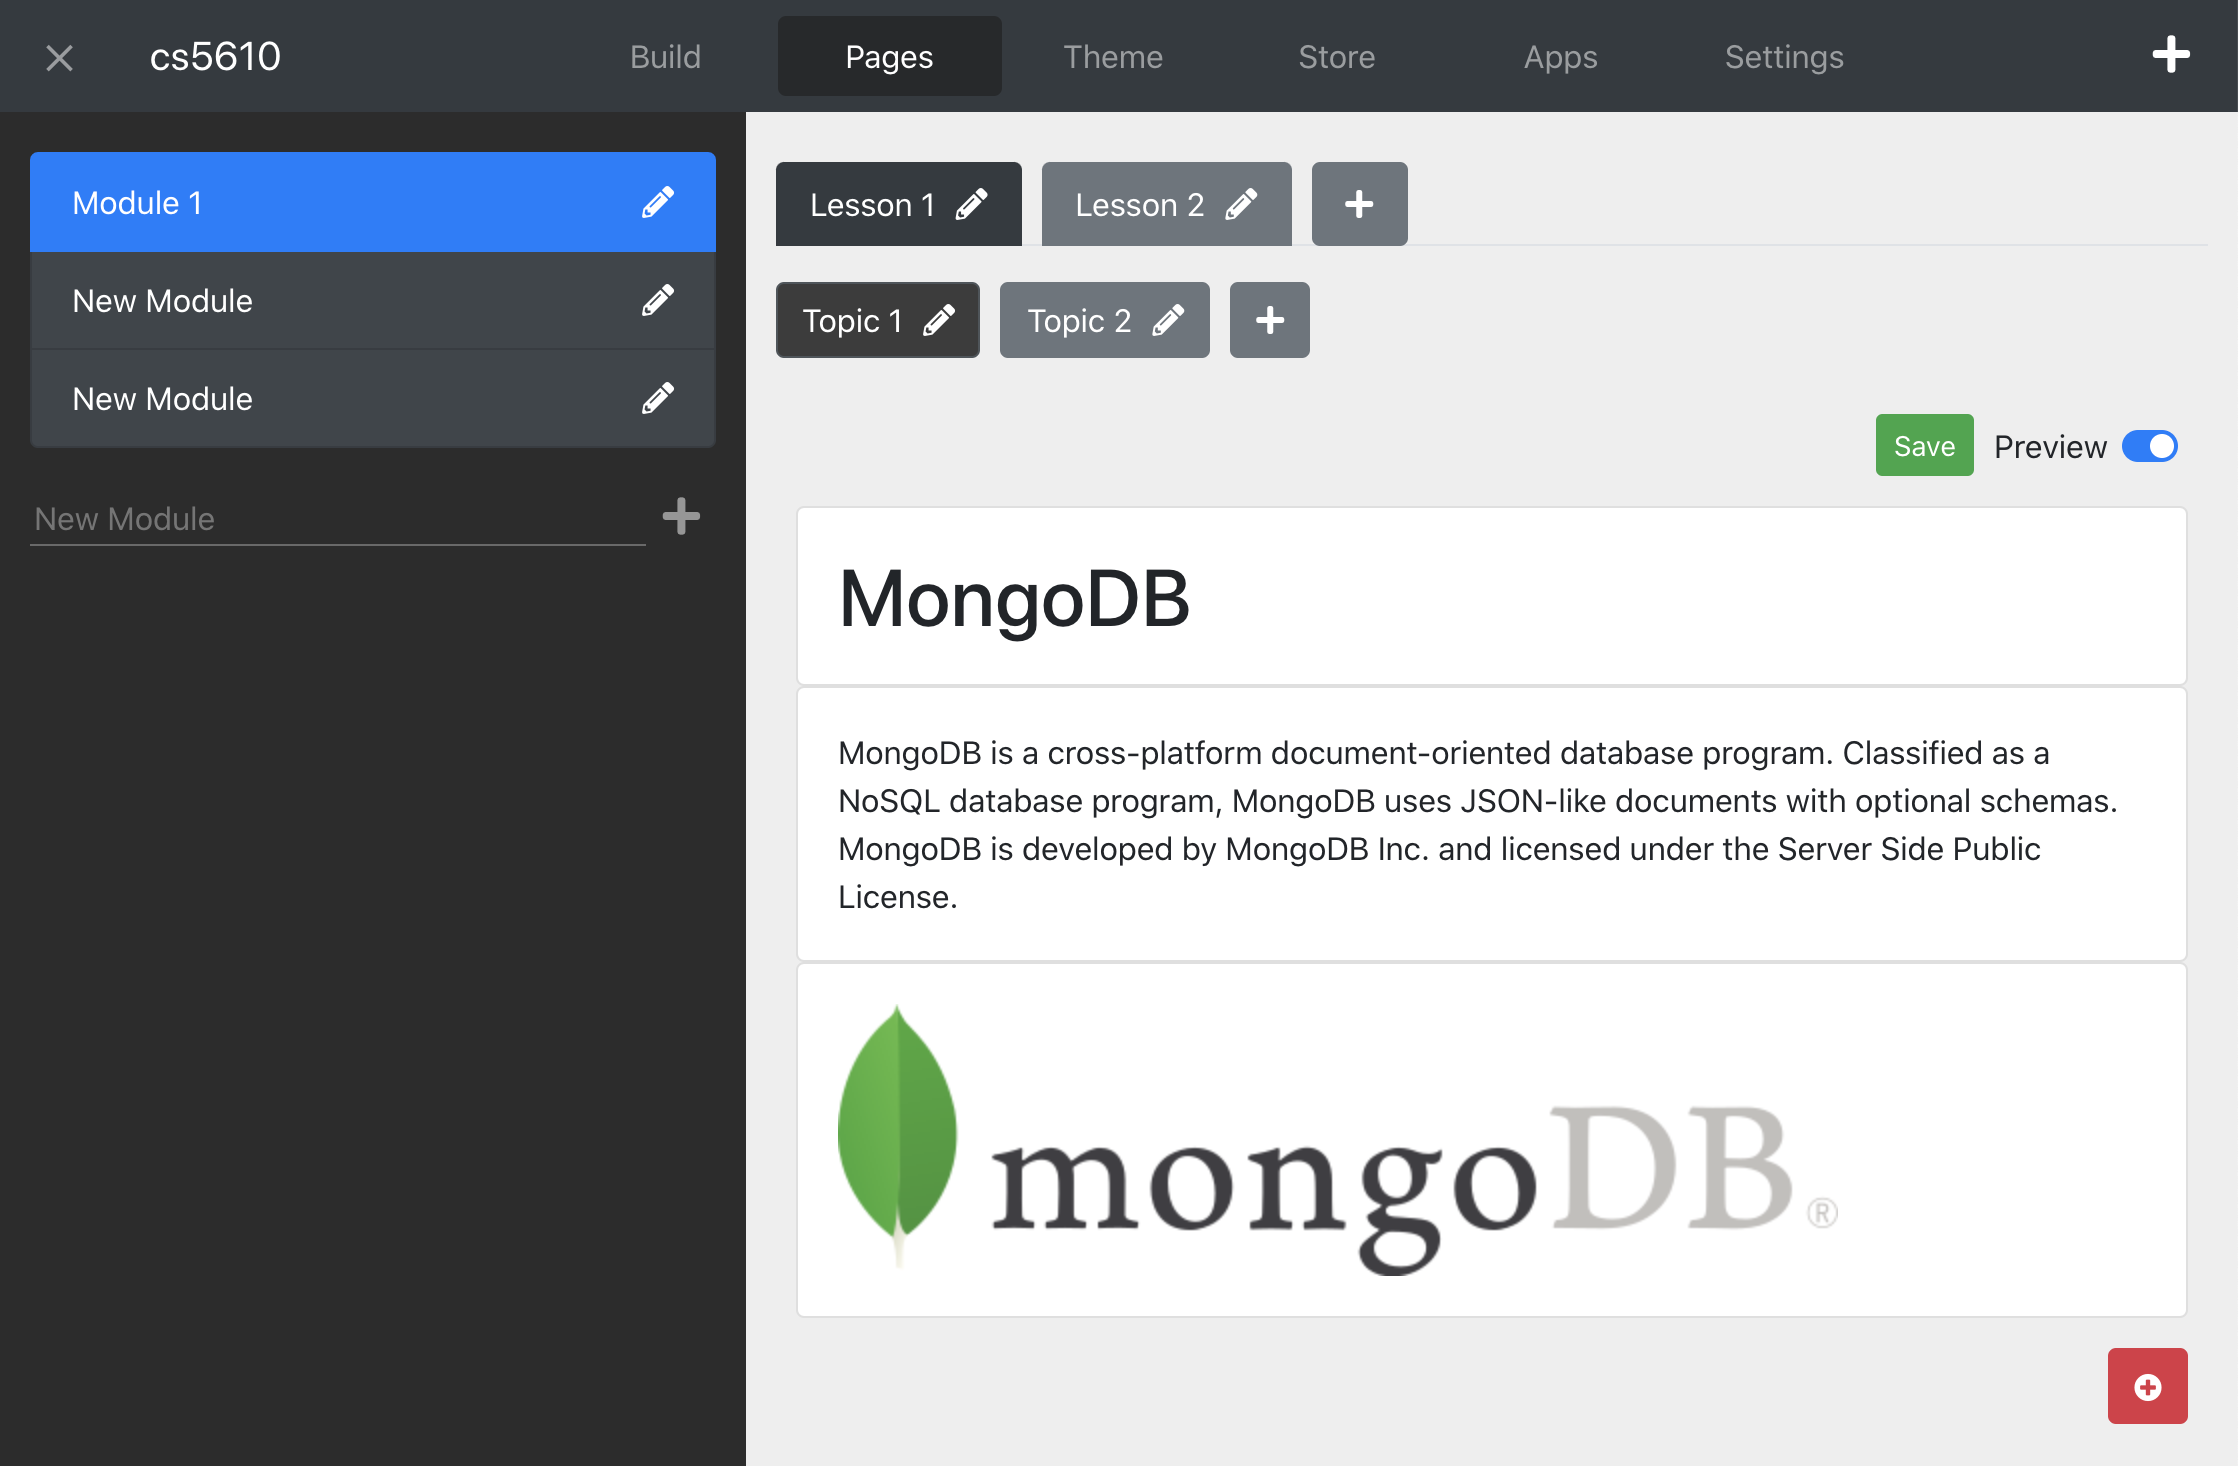 cs5610
Build
Pages
Theme
Store
Apps
Settings
Module 1
New Module
New Module
New Module
Lesson 1
Lesson 2
Topic 1
Topic 2
Save
Preview
MongoDB
MongoDB is a cross-platform document-oriented database program. Classified as a
NoSQL database program, MongoDB uses JSON-like documents with optional schemas.
MongoDB is developed by MongoDB Inc. and licensed under the Server Side Public
License.
mongoDB®